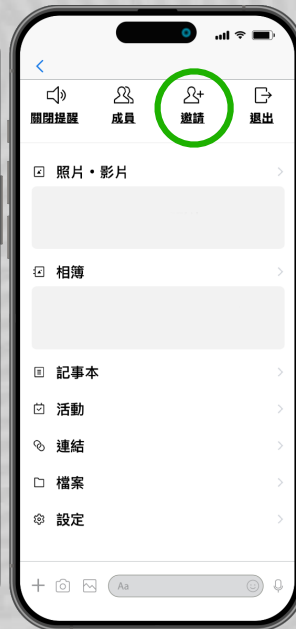 關閉提醒 成員 邀請 退出
照片・影片
相簿
記事本
活動
連結
檔案
設定
Aa